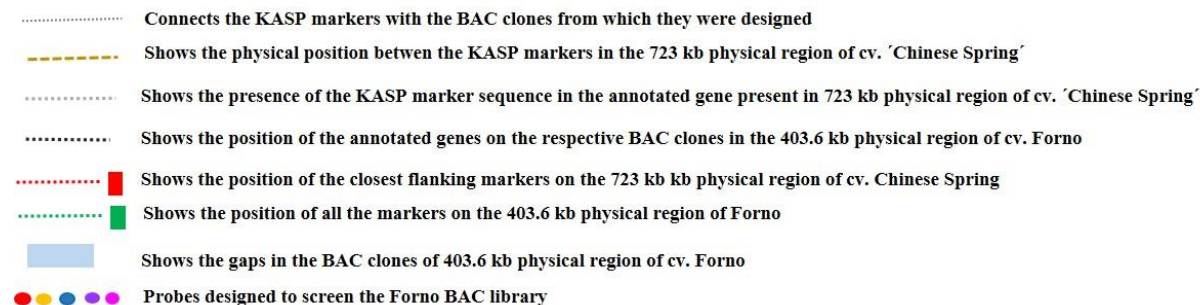 Connects the KASP markers with the BAC clones from which they were designed
Shows the physical position betwen the KASP markers in the 723 kb physical region of cv. ´Chinese Spring´
Shows the presence of the KASP marker sequence in the annotated gene present in 723 kb physical region of cv. ´Chinese Spring´
Shows the position of the annotated genes on the respective BAC clones in the 403.6 kb physical region of cv. Forno
Shows the position of the closest flanking markers on the 723 kb kb physical region of cv. Chinese Spring
Shows the position of all the markers on the 403.6 kb physical region of Forno
Shows the gaps in the BAC clones of 403.6 kb physical region of cv. Forno
Probes designed to screen the Forno BAC library